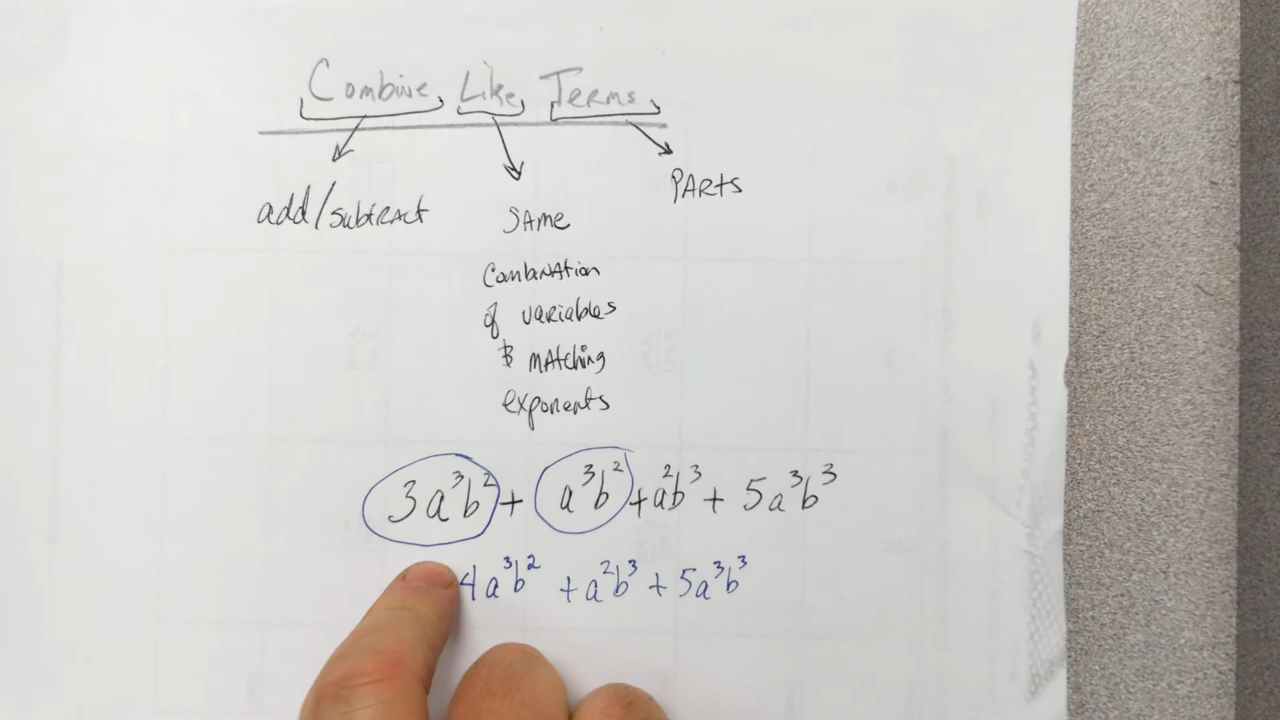 Combine Like Terms
add/subtRAct
SAMe
PARts
CombiNAtion
of vaRiables
& mAtching
exponents
3a³b² + a³b² + a²b³ + 5a³b³
4a³b² + a²b³ + 5a³b³